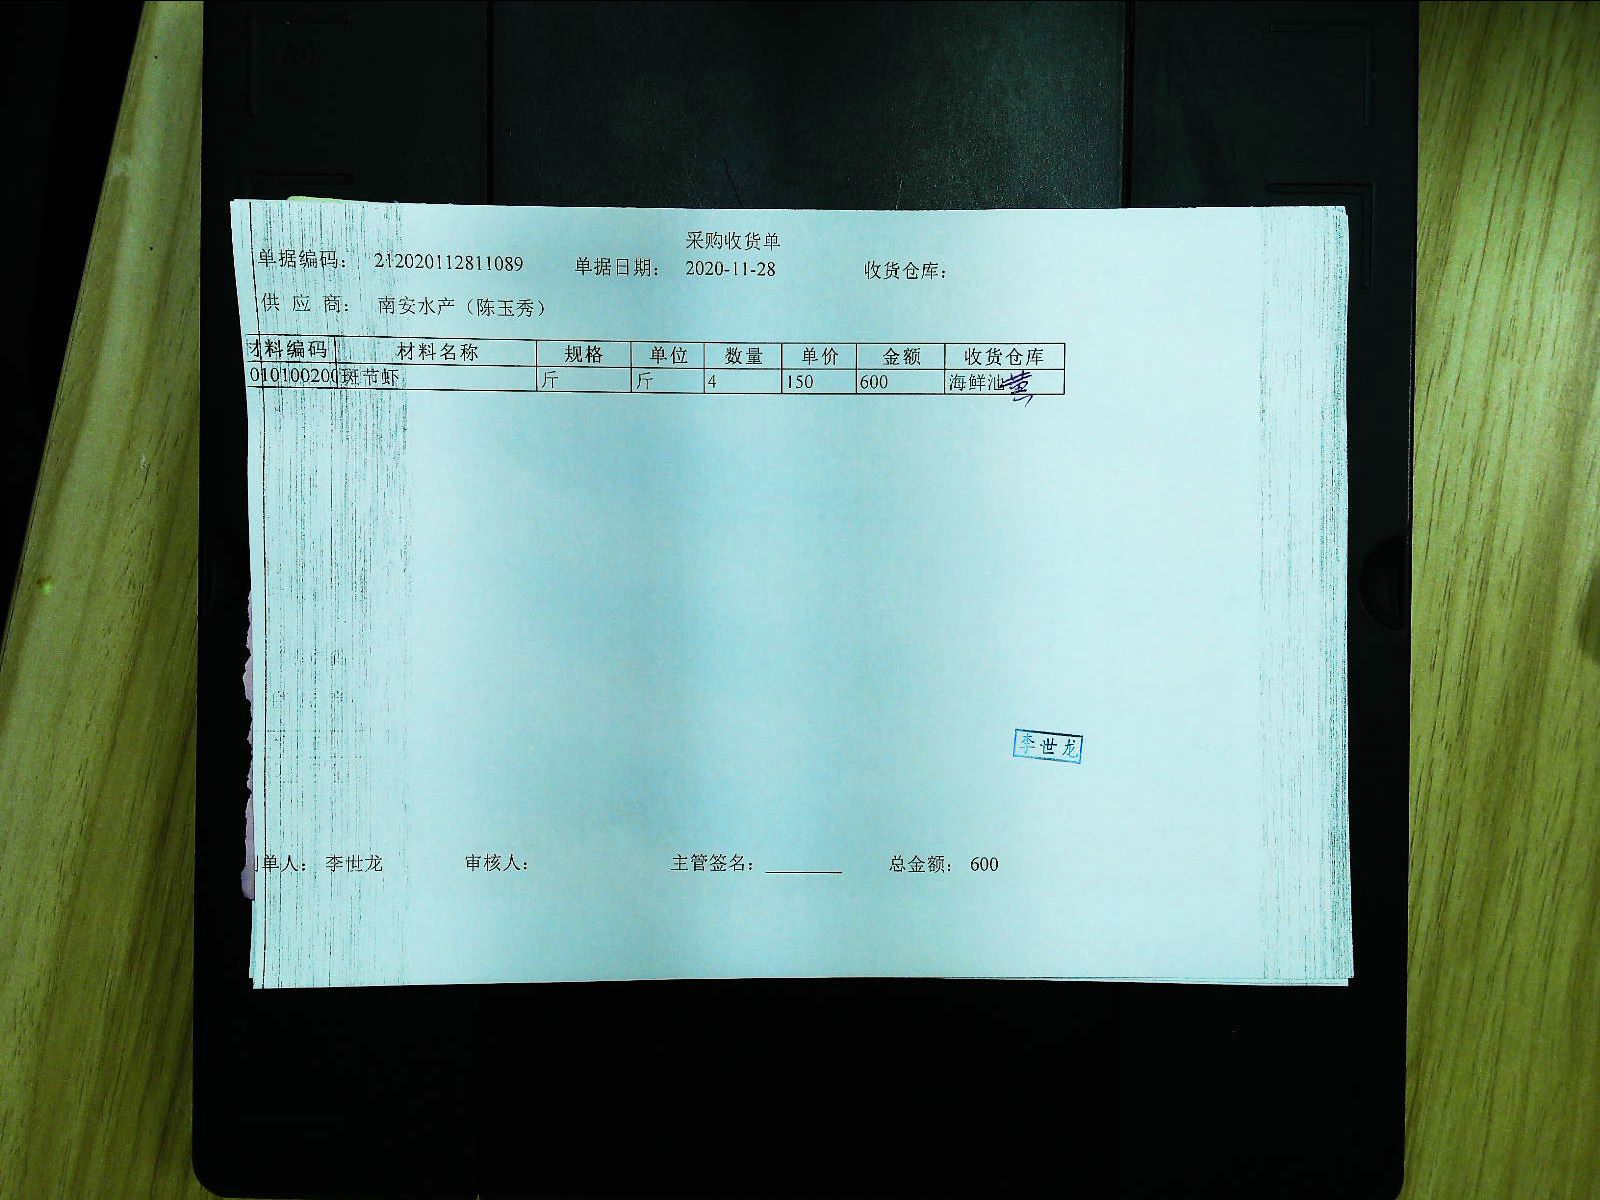 采购收货单
单据编码： 212020112811089 单据日期： 2020-11-28 收货仓库：
供 应 商： 南安水产（陈玉秀）
材料编码 材料名称 规格 单位 数量 单价 金额 收货仓库
010100200 斑节虾 斤 斤 4 150 600 海鲜池
李世龙
制单人： 李世龙 审核人： 主管签名： 总金额： 600